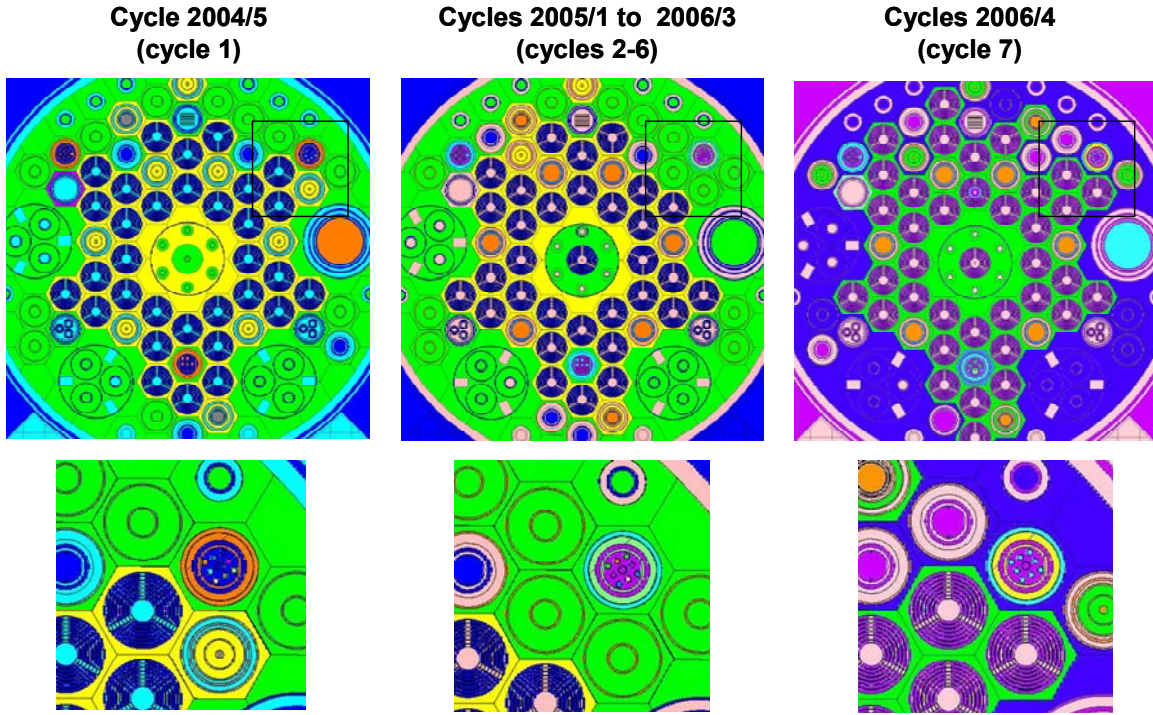 Cycle 2004/5
(cycle 1)
Cycles 2005/1 to 2006/3
(cycles 2-6)
Cycles 2006/4
(cycle 7)